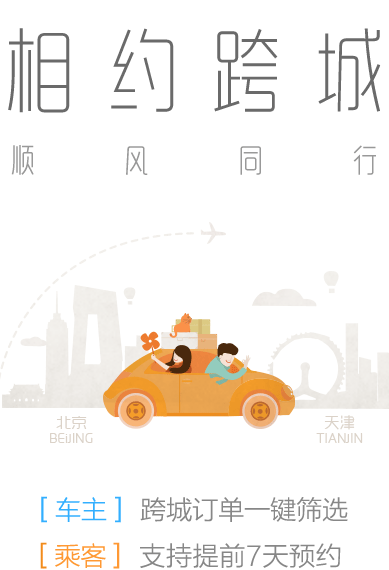 相约跨城
顺风同行
北京 天津
BEIJING TIANJIN
[ 车主 ] 跨城订单一键筛选
[ 乘客 ] 支持提前7天预约